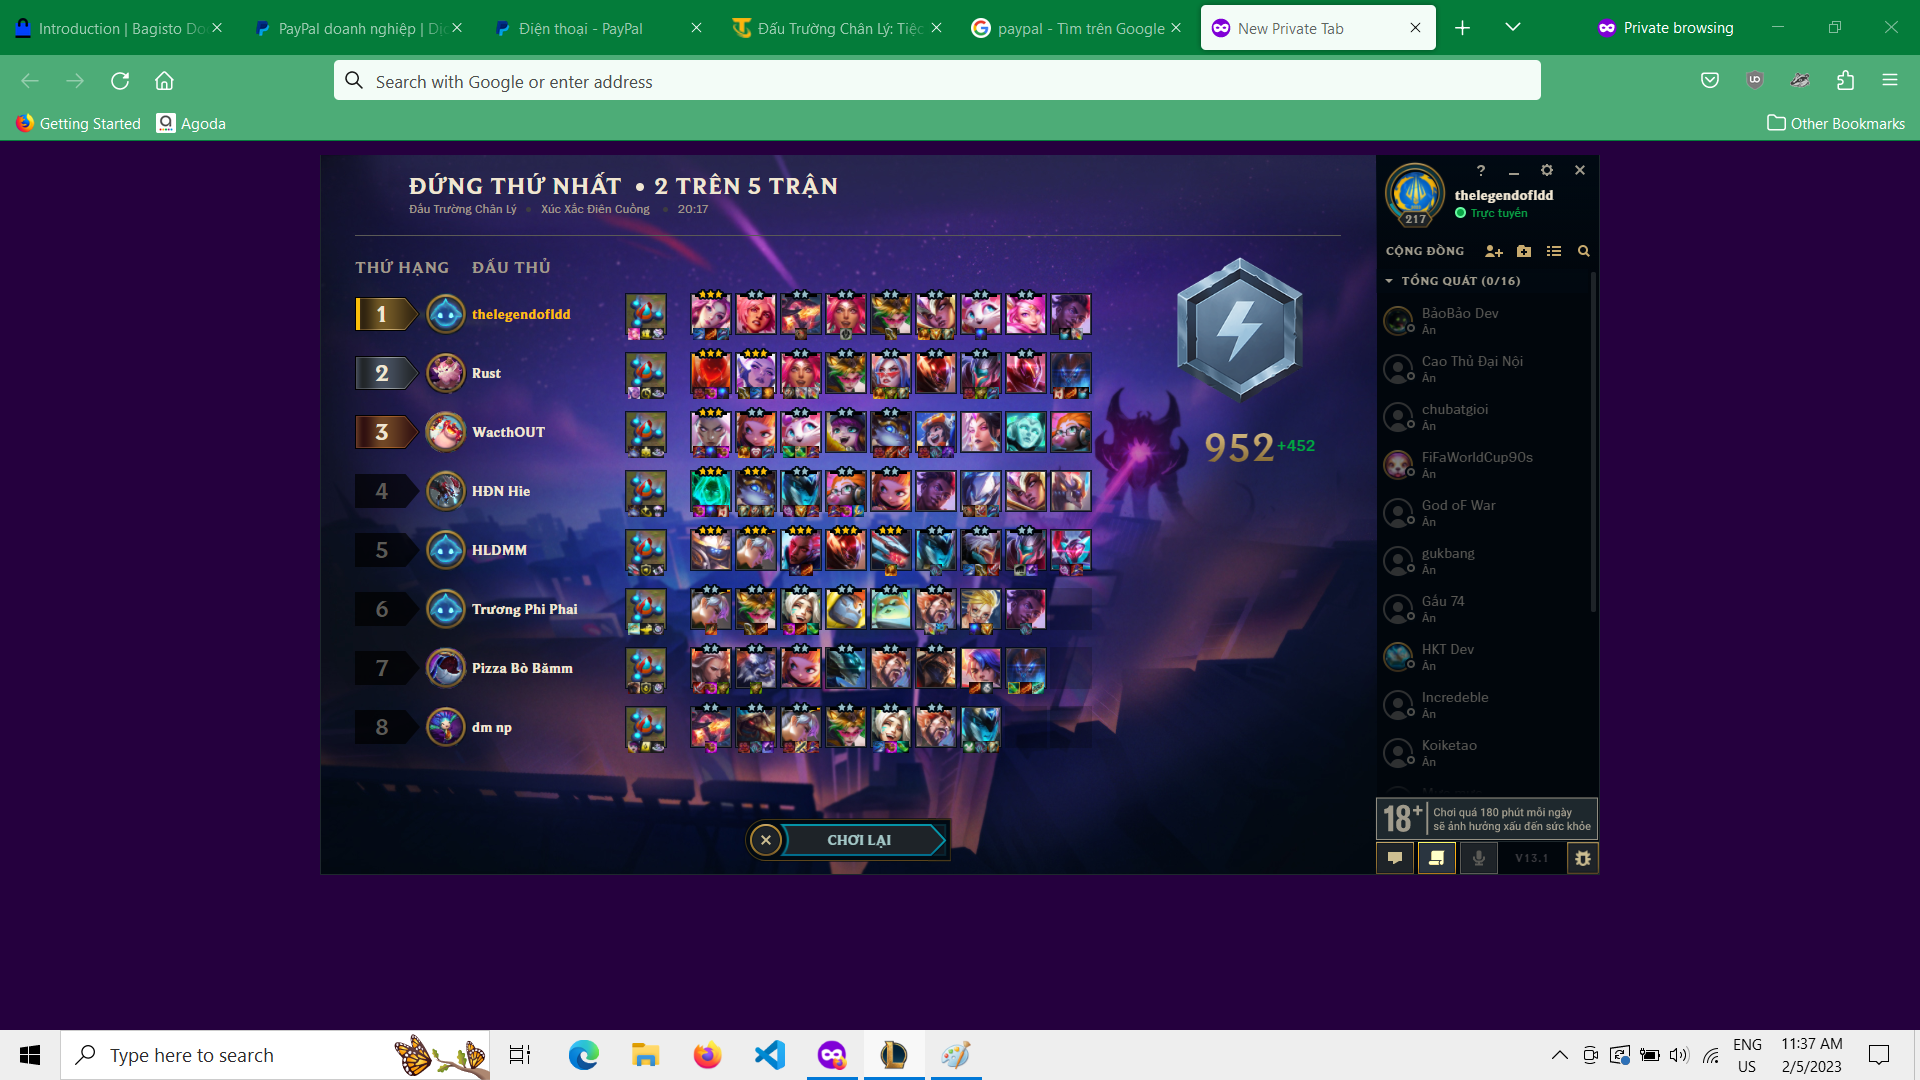 Introduction | Bagisto Do
PayPal doanh nghiệp | Dịc
Điện thoại - PayPal
Đấu Trường Chân Lý: Tiệc
paypal - Tìm trên Google
New Private Tab
Private browsing
Search with Google or enter address
Getting Started
Agoda
Other Bookmarks
ĐỨNG THỨ NHẤT • 2 TRÊN 5 TRẬN
Đấu Trường Chân Lý • Xúc Xắc Điên Cuồng • 20:17
THỨ HẠNG ĐẤU THỦ
1 thelegendofldd
2 Rust
3 WacthOUT
4 HĐN Hie
5 HLDMM
6 Trương Phi Phai
7 Pizza Bò Băm​m
8 dm np
952 +452
CHƠI LẠI
217
thelegendofldd
Trực tuyến
CỘNG ĐỒNG
TỔNG QUÁT (0/16)
BảoBảo Dev
Ẩn
Cao Thủ Đại Nội
Ẩn
chubatgioi
Ẩn
FiFaWorldCup90s
Ẩn
God oF War
Ẩn
gukbang
Ẩn
Gấu 74
Ẩn
HKT Dev
Ẩn
Incredeble
Ẩn
Koiketao
Ẩn
18+
Chơi quá 180 phút mỗi ngày
sẽ ảnh hưởng xấu đến sức khỏe
V13.1
Type here to search
ENG
US
11:37 AM
2/5/2023